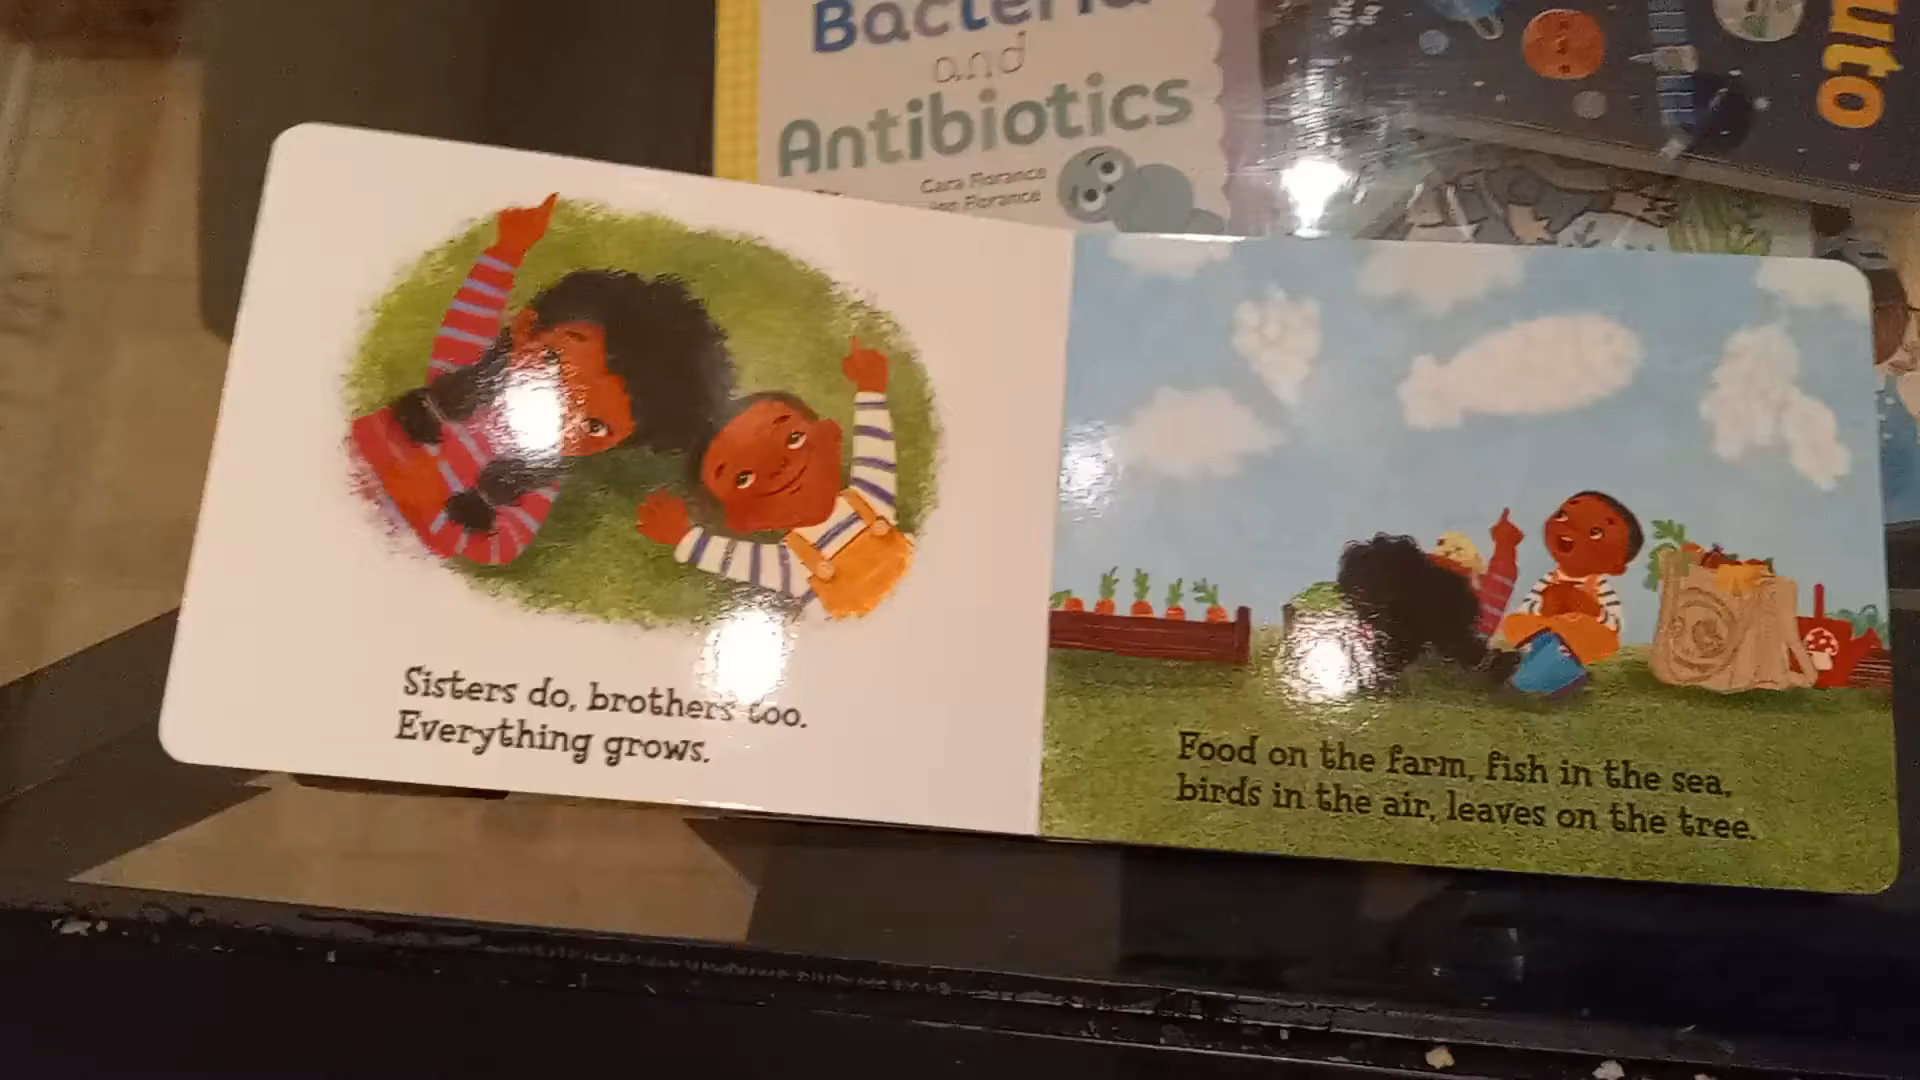 Bacteria
and
Antibiotics
Cara Florance
Florance
uto
Sisters do, brothers too.
Everything grows.
Food on the farm, fish in the sea,
birds in the air, leaves on the tree.